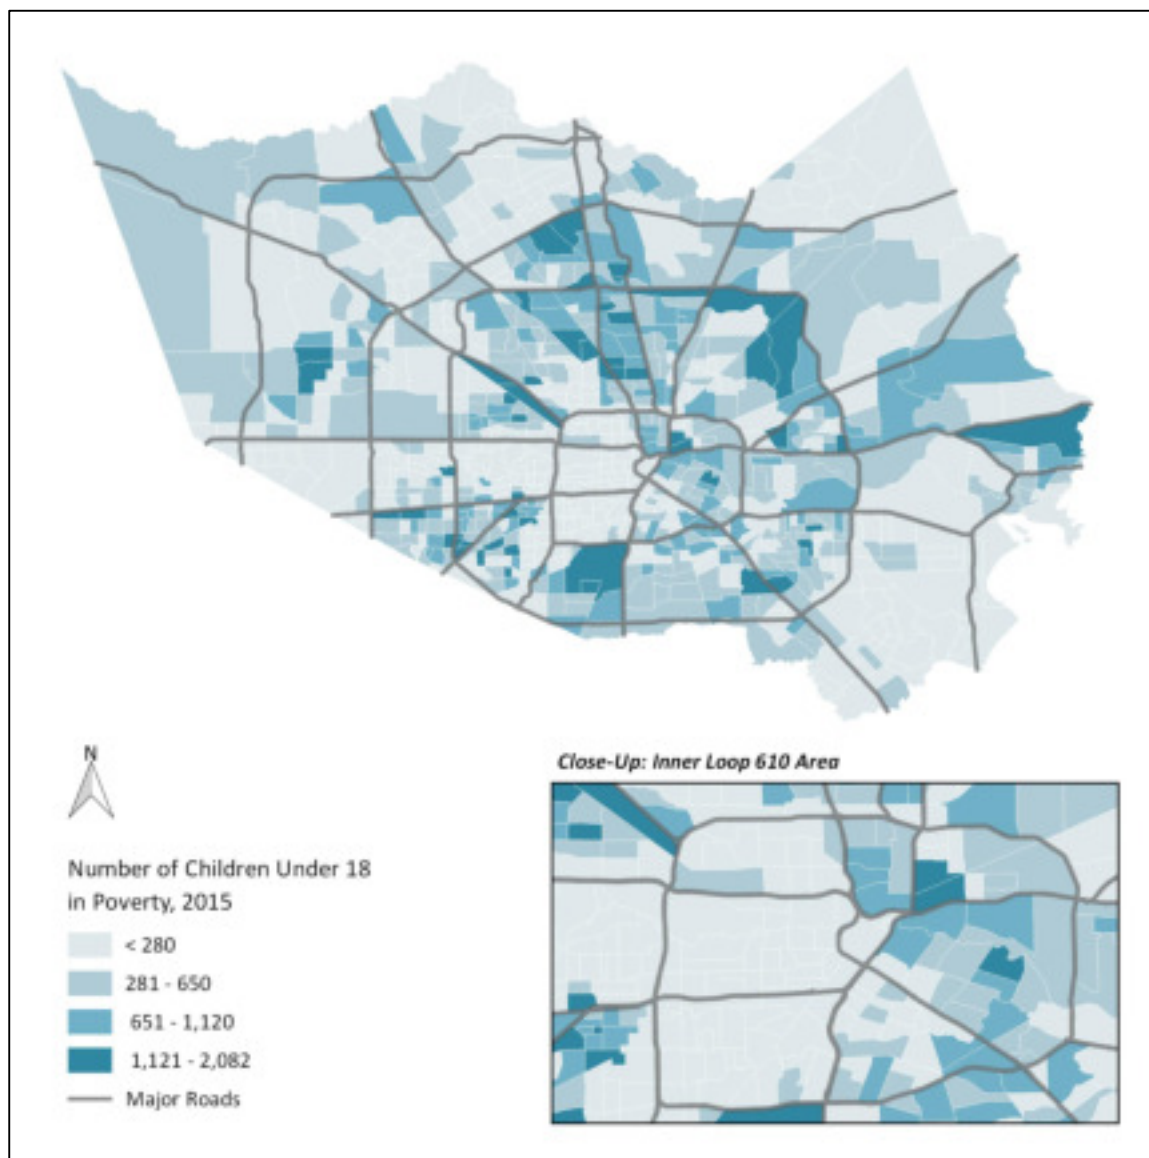 N
Close-Up: Inner Loop 610 Area
Number of Children Under 18
in Poverty, 2015
< 280
281 - 650
651 - 1,120
1,121 - 2,082
Major Roads